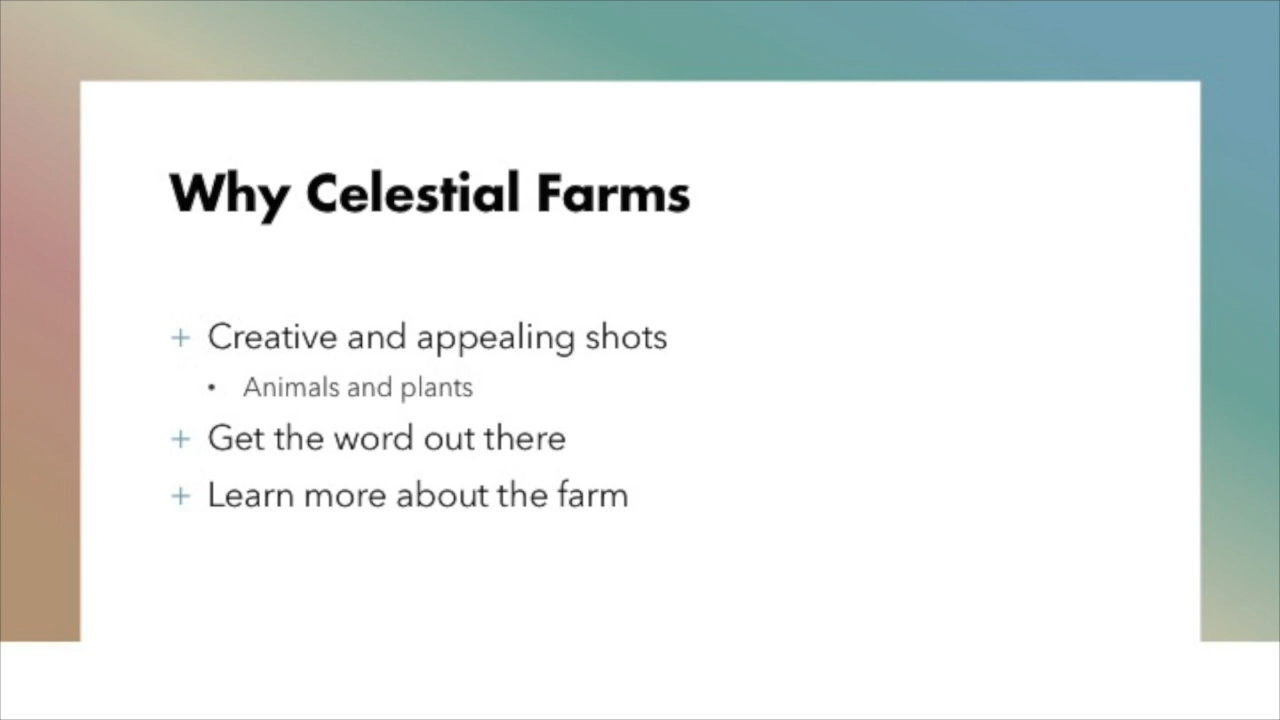 Why Celestial Farms
+ Creative and appealing shots
• Animals and plants
+ Get the word out there
+ Learn more about the farm